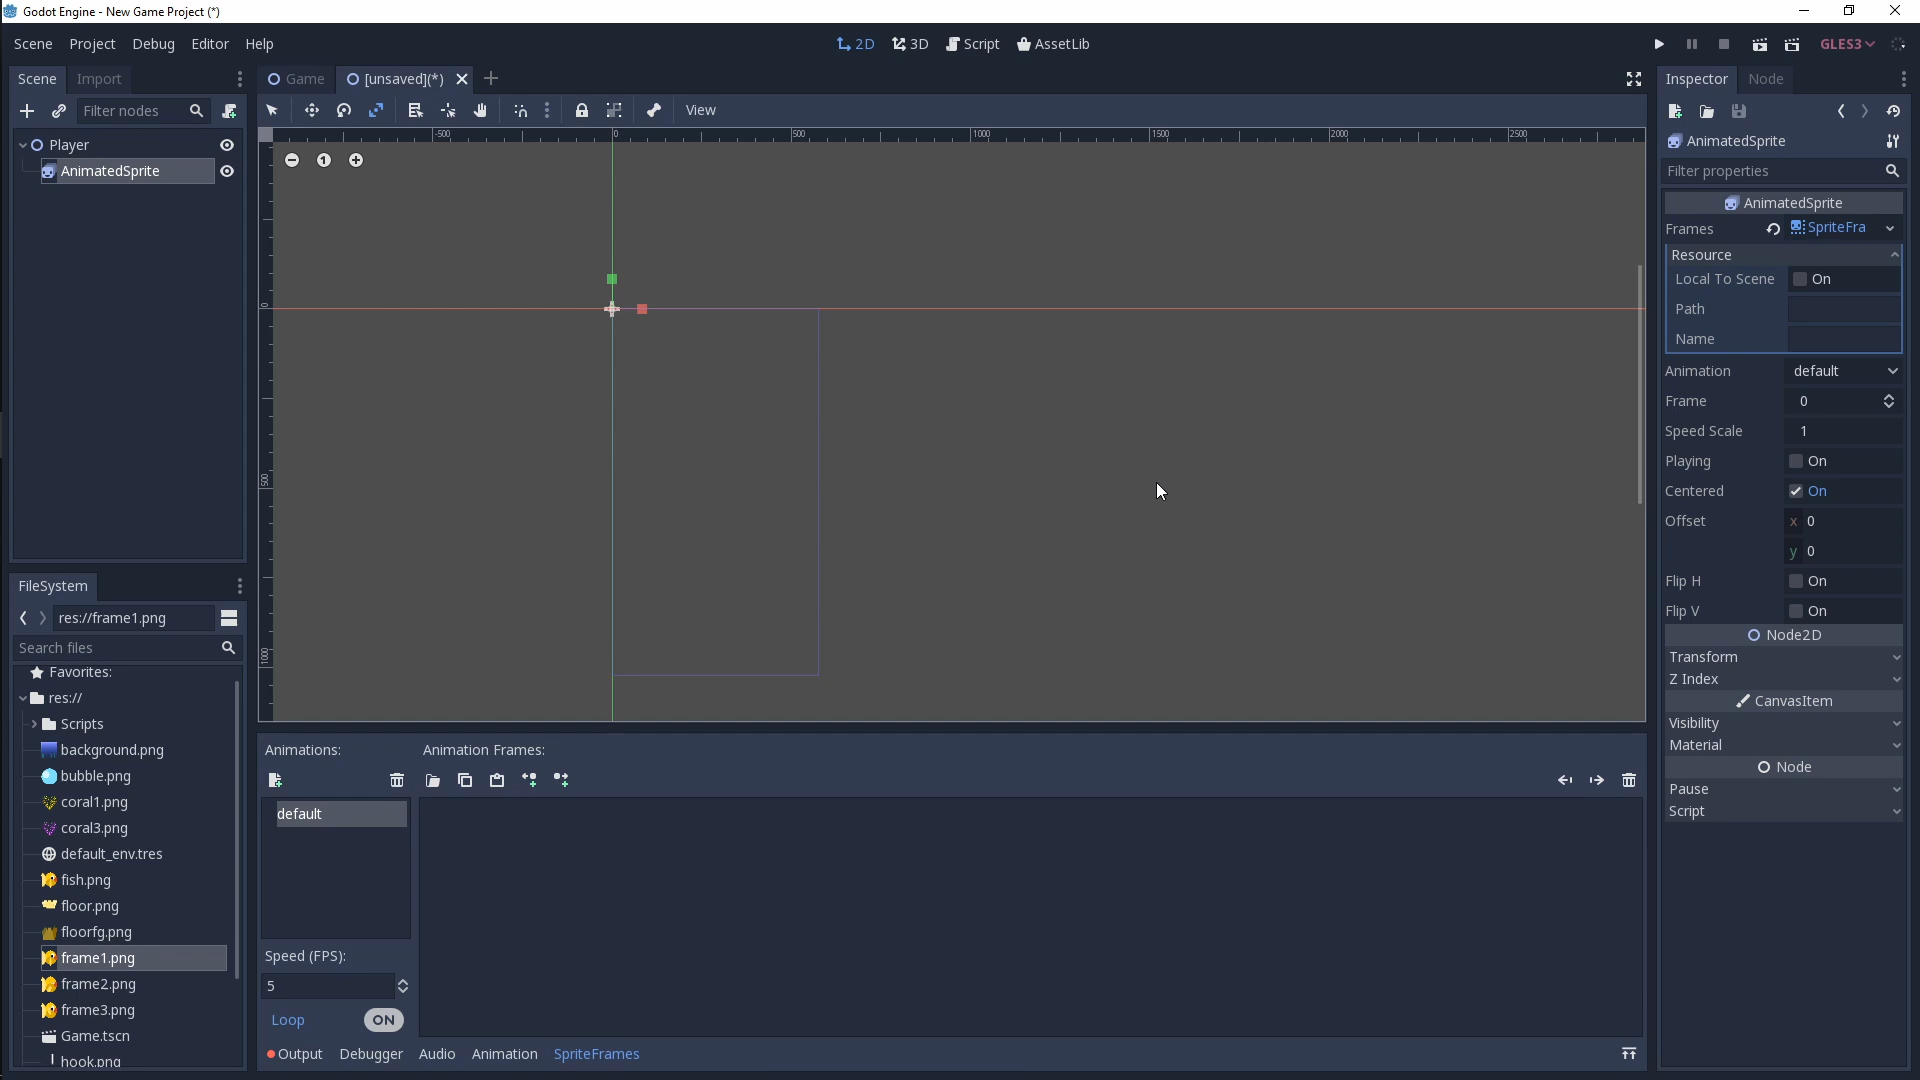 Godot Engine - New Game Project (*)
Scene Project Debug Editor Help
2D 3D Script AssetLib
GLES3
Scene Import
Game [unsaved](*)
Inspector Node
Filter nodes
View
AnimatedSprite
Player
AnimatedSprite
Filter properties
-500 0 500 1000 1500 2000 2500
0
500
1000
1
AnimatedSprite
Frames SpriteFra
Resource
Local To Scene On
Path
Name
Animation default
Frame 0
Speed Scale 1
Playing On
Centered On
Offset x 0
y 0
Flip H On
Flip V On
Node2D
Transform
Z Index
CanvasItem
Visibility
Material
Node
Pause
Script
FileSystem
res://frame1.png
Search files
Favorites:
res://
Scripts
background.png
bubble.png
coral1.png
coral3.png
default_env.tres
fish.png
floor.png
floorfg.png
frame1.png
frame2.png
frame3.png
Game.tscn
hook.png
Animations: Animation Frames:
default
Speed (FPS):
5
Loop ON
Output Debugger Audio Animation SpriteFrames